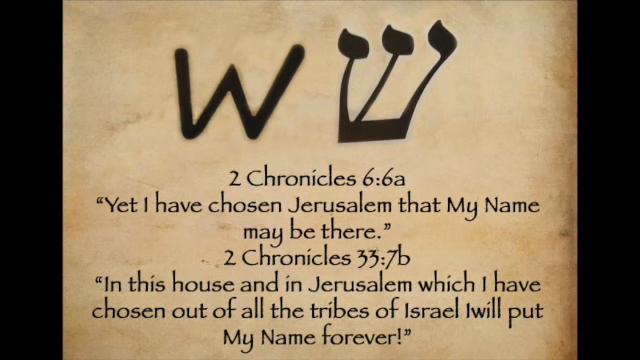 W ש
2 Chronicles 6:6a
“Yet I have chosen Jerusalem that My Name
may be there.”
2 Chronicles 33:7b
“In this house and in Jerusalem which I have
chosen out of all the tribes of Israel Iwill put
My Name forever!”